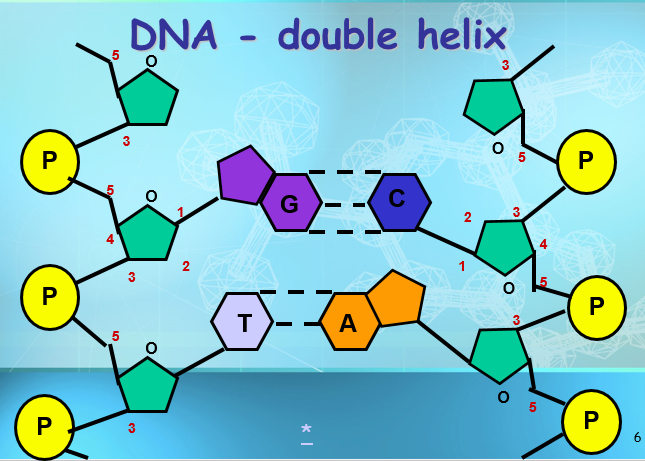 DNA - double helix
5 O 3
P 3 O 5 P
5 O 1 G C 2 3
4 1 4
3 2 O 5
P T A P
5 O 3
P 3 O 5 P
*
6